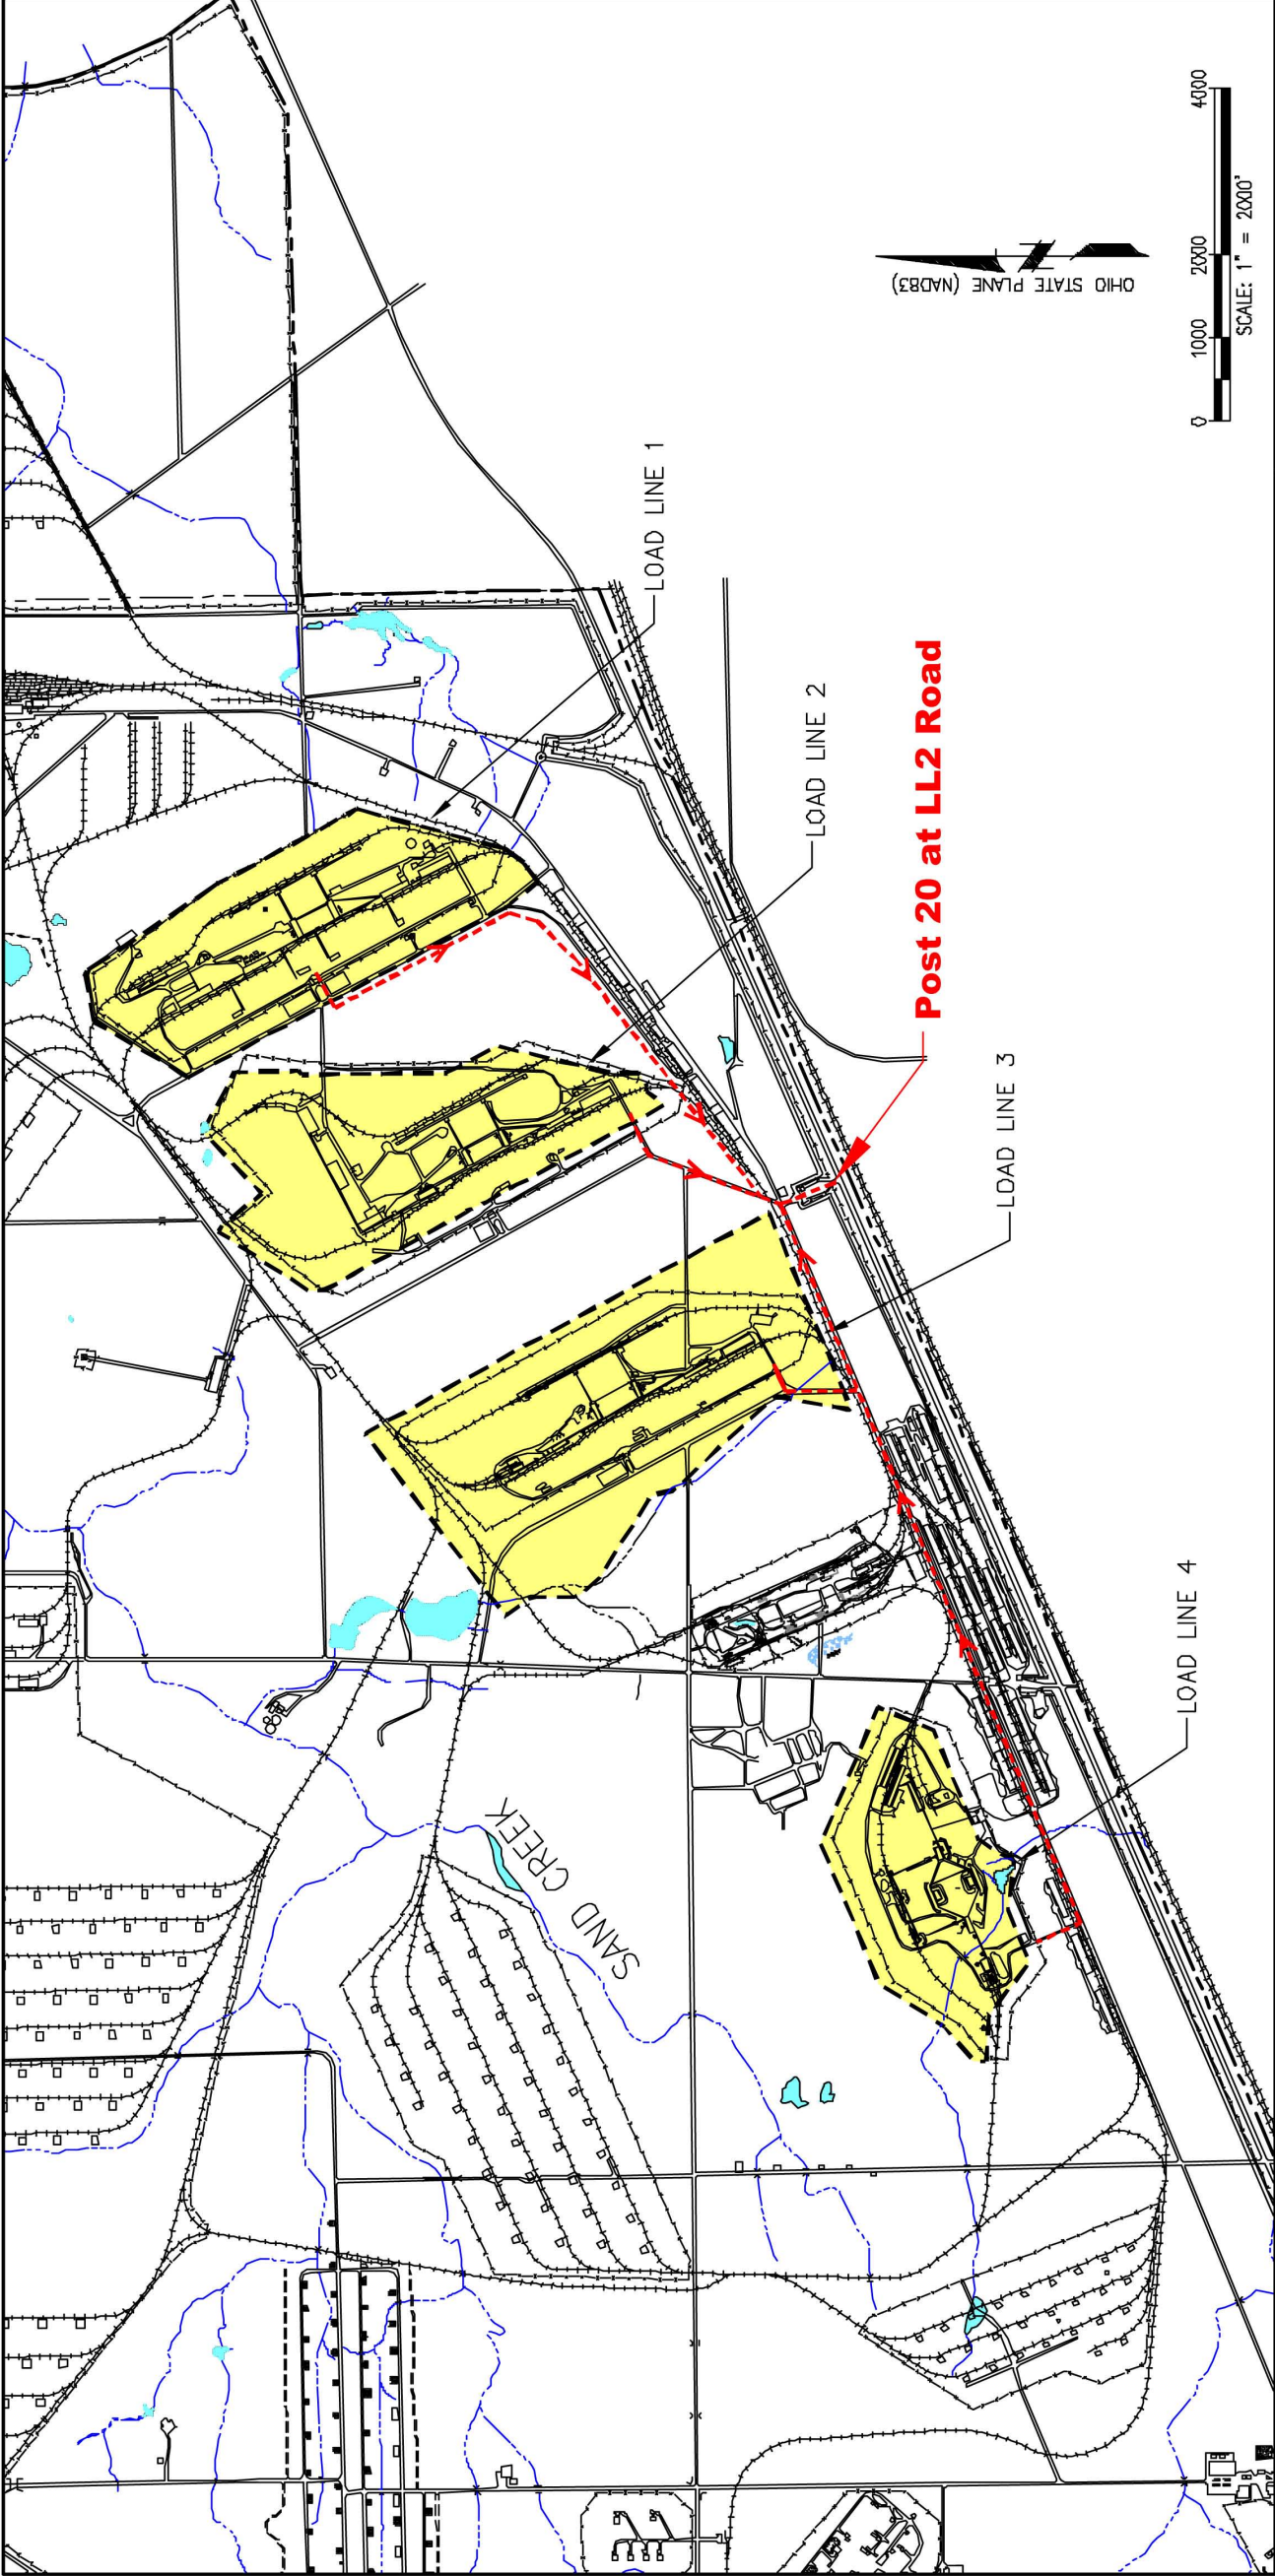 LOAD LINE 1
LOAD LINE 2
Post 20 at LL2 Road
LOAD LINE 3
LOAD LINE 4
SAND CREEK
OHIO STATE PLANE (NAD83)
0 1000 2000 4000
SCALE: 1" = 2000'